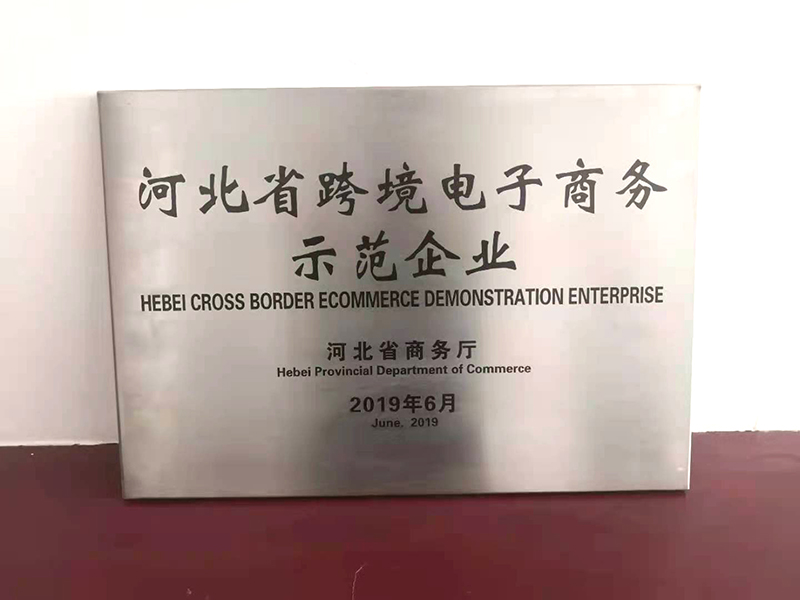 河北省跨境电子商务
示范企业
HEBEI CROSS BORDER ECOMMERCE DEMONSTRATION ENTERPRISE
河北省商务厅
Hebei Provincial Department of Commerce
2019年6月
June, 2019